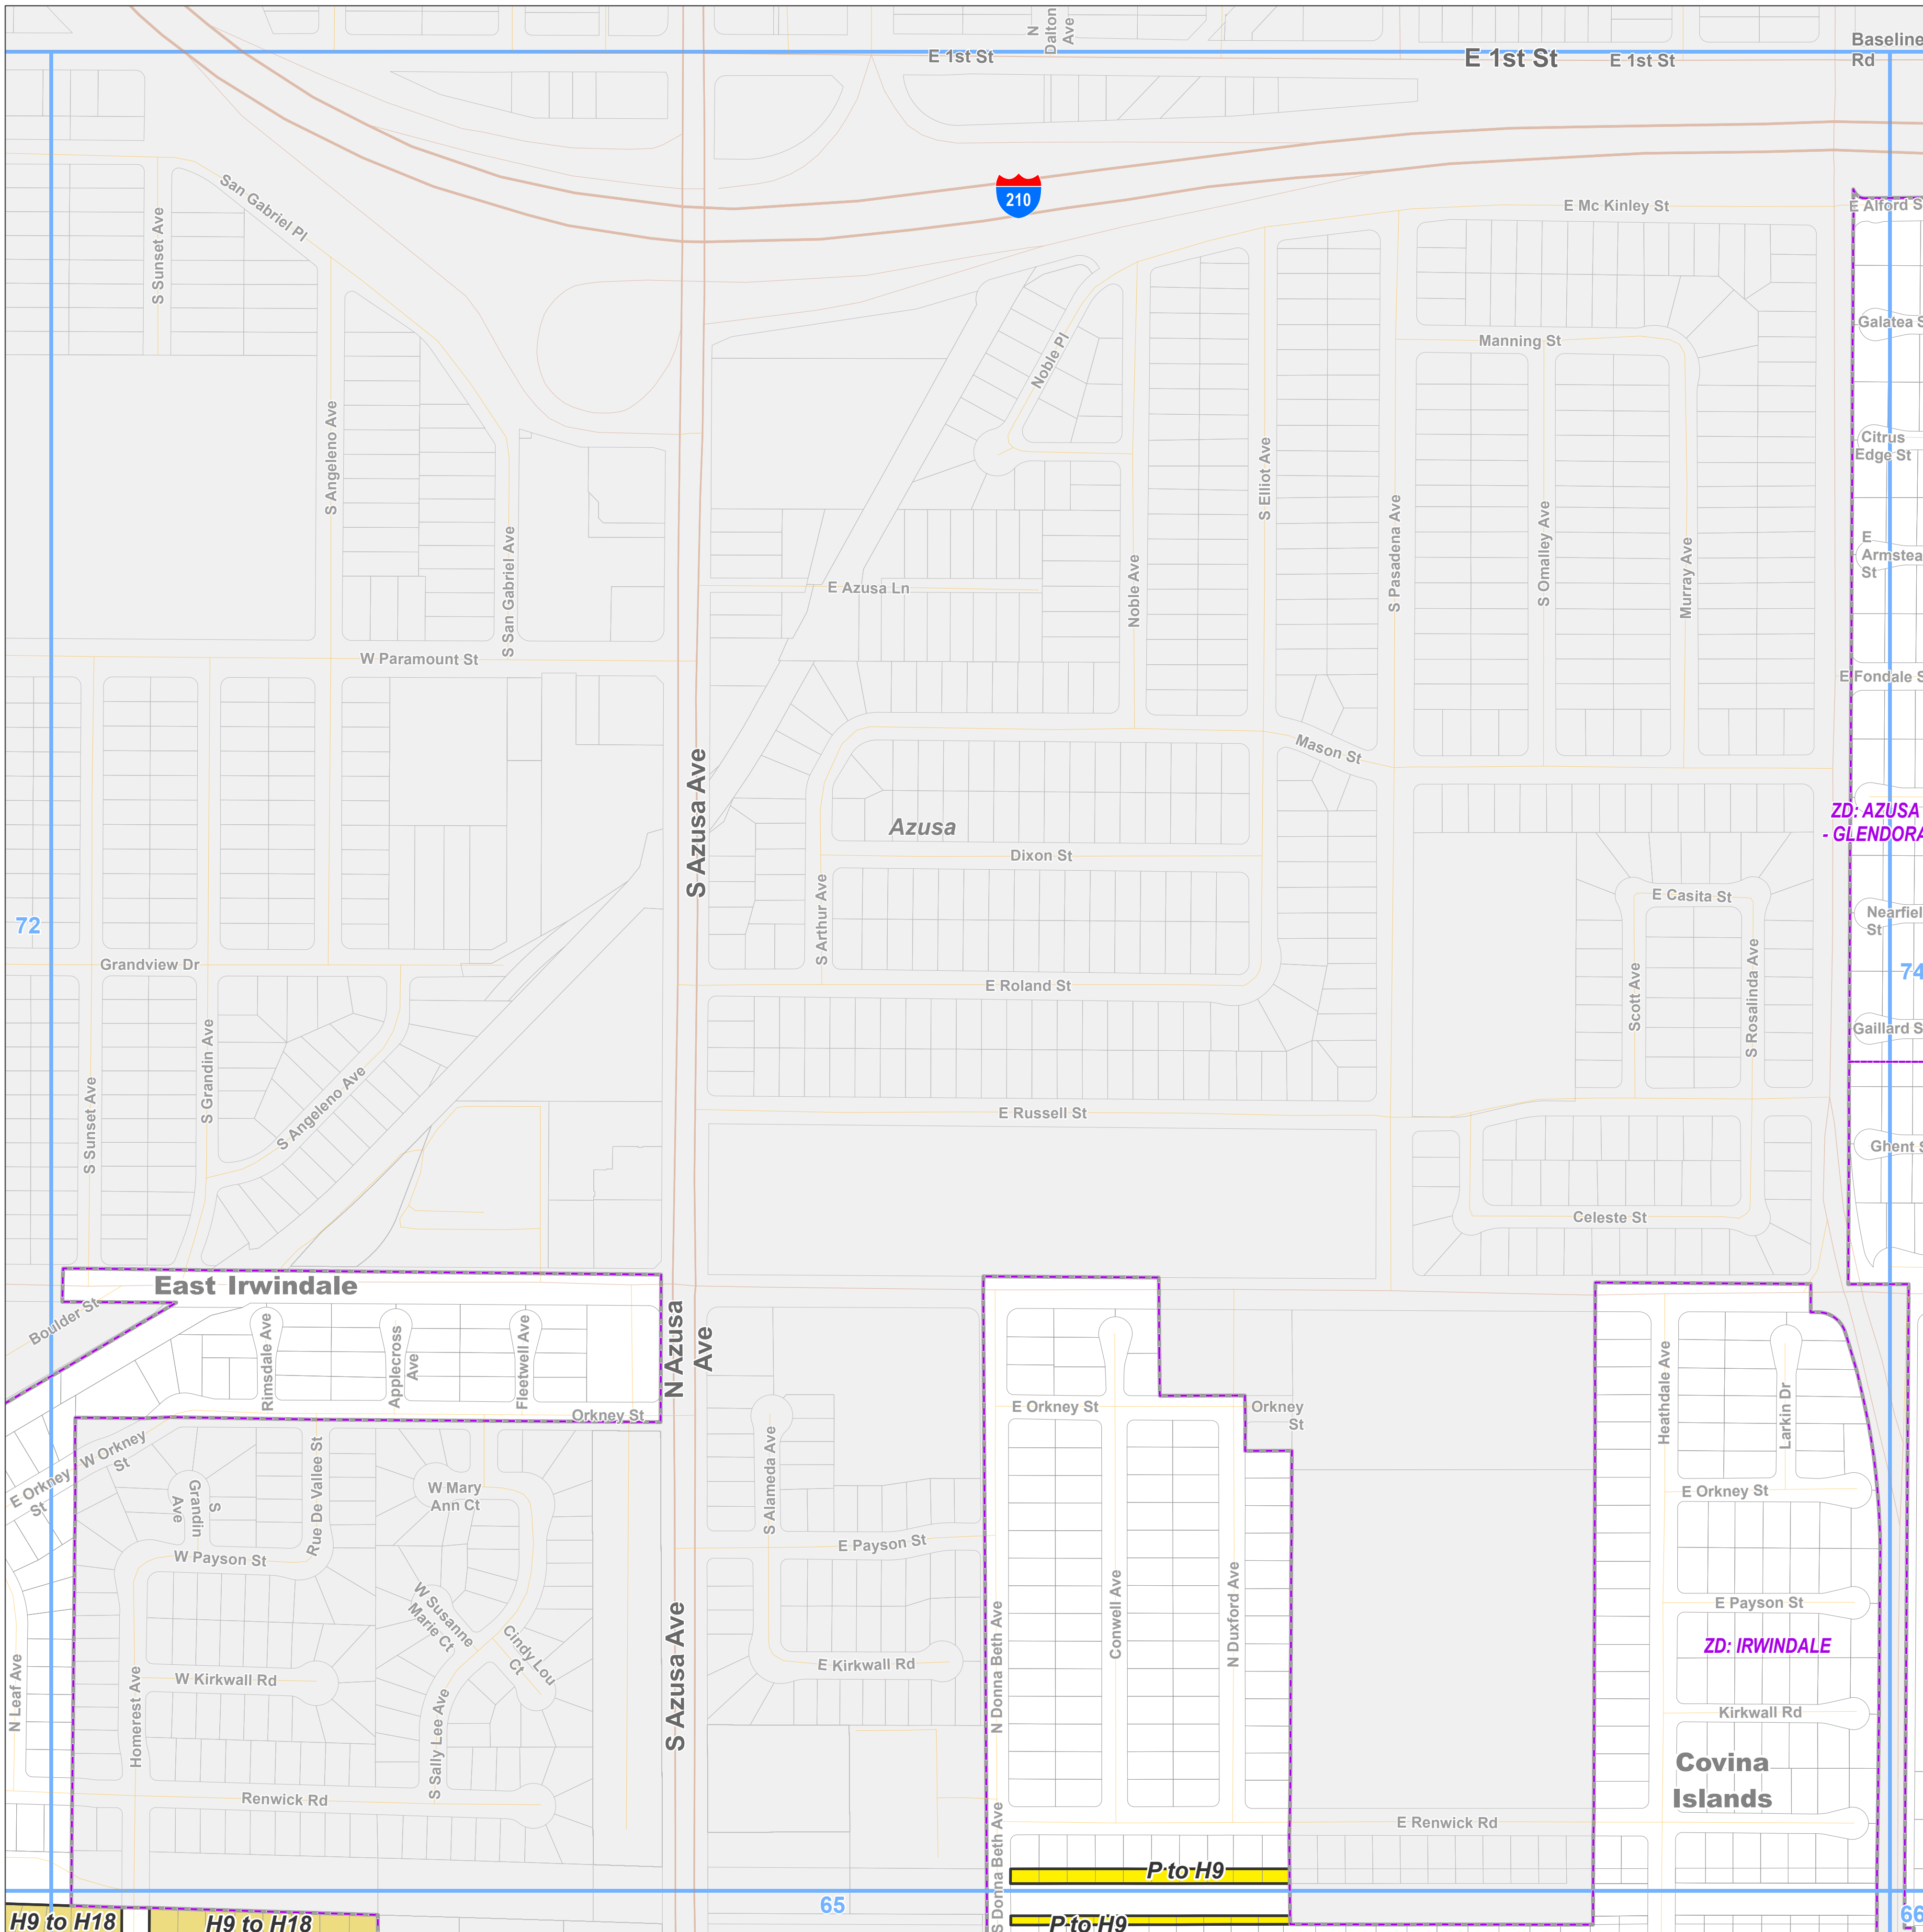 N
Dalton
Ave
E 1st St
E 1st St
E 1st St
Baseline
Rd
210
San Gabriel Pl
S Sunset Ave
E Mc Kinley St
E Alford S
Galatea S
Manning St
Noble Pl
S Angeleno Ave
Citrus
Edge St
S Elliot Ave
S Pasadena Ave
S Omalley Ave
Murray Ave
E
Armstea
St
S San Gabriel Ave
E Azusa Ln
Noble Ave
W Paramount St
E Fondale S
Mason St
S Azusa Ave
Azusa
ZD: AZUSA
- GLENDORA
Dixon St
S Arthur Ave
E Casita St
72
Nearfiel
St
Grandview Dr
74
E Roland St
Scott Ave
S Rosalinda Ave
Gaillard S
S Sunset Ave
S Grandin Ave
S Angeleno Ave
E Russell St
Ghent S
Celeste St
East Irwindale
Boulder St
Rimsdale Ave
Applecross
Ave
Fleetwell Ave
N Azusa
Ave
Heathdale Ave
Larkin Dr
Orkney St
E Orkney St
Orkney
St
W Orkney
St
E Orkney
St
S
Grandin
Ave
Rue De Vallee St
W Mary
Ann Ct
S Alameda Ave
E Orkney St
E Payson St
W Payson St
W Susanne
Marie Ct
Cindy Lou
Ct
Conwell Ave
N Duxford Ave
E Payson St
N Donna Beth Ave
ZD: IRWINDALE
S Azusa Ave
E Kirkwall Rd
W Kirkwall Rd
N Leaf Ave
Homerest Ave
S Sally Lee Ave
Kirkwall Rd
Covina
Islands
Renwick Rd
E Renwick Rd
S Donna Beth Ave
P to H9
65
66
H9 to H18
H9 to H18
P to H9